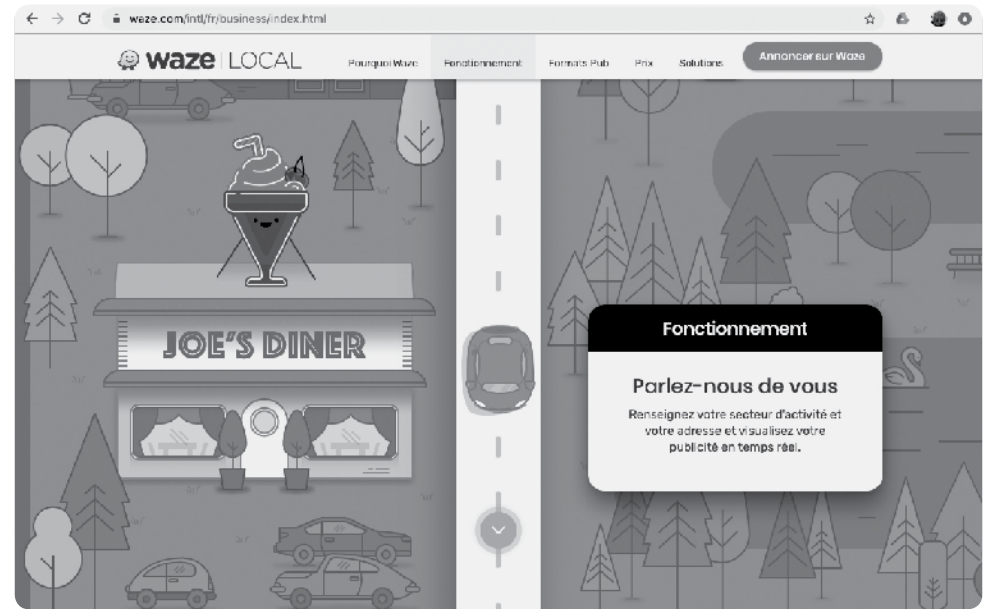 waze.com/intl/fr/business/index.html
waze LOCAL
Pourquoi Waze Fonctionnement Formats Pub Prix Solutions Annoncer sur Waze
JOE'S DINER
Fonctionnement
Parlez-nous de vous
Renseignez votre secteur d'activité et
votre adresse et visualisez votre
publicité en temps réel.